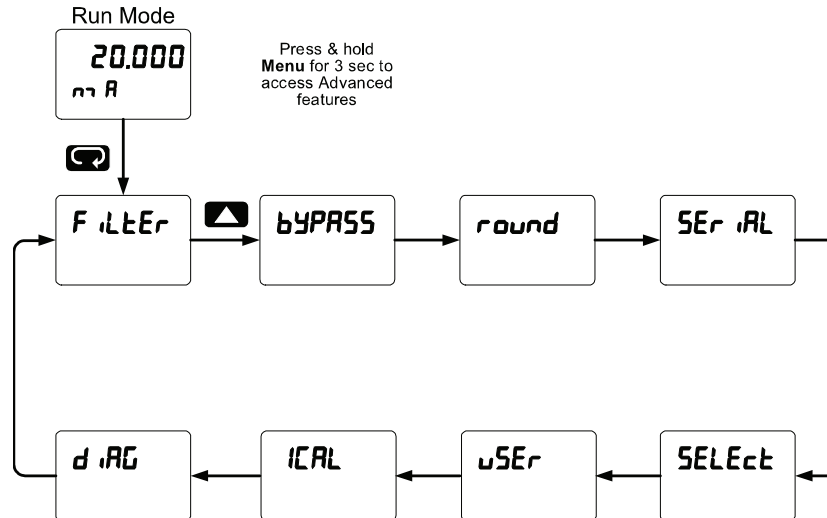 Run Mode
20.000
mA
Press & hold
Menu for 3 sec to
access Advanced
features
FiLtEr
bYPASS
round
SEriAL
diAG
ICAL
uSEr
SELEct